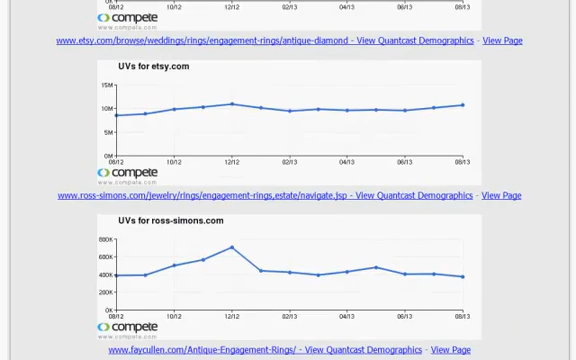 0K
08/12 10/12 12/12 02/13 04/13 06/13 08/13
compete
www.compete.com
www.etsy.com/browse/weddings/rings/engagement-rings/antique-diamond - View Quantcast Demographics - View Page
UVs for etsy.com
15M
10M
5M
0M
08/12 10/12 12/12 02/13 04/13 06/13 08/13
compete
www.compete.com
www.ross-simons.com/jewelry/rings/engagement-rings,estate/navigate.jsp - View Quantcast Demographics - View Page
UVs for ross-simons.com
800K
600K
400K
200K
0K
08/12 10/12 12/12 02/13 04/13 06/13 08/13
compete
www.compete.com
www.faycullen.com/Antique-Engagement-Rings/ - View Quantcast Demographics - View Page